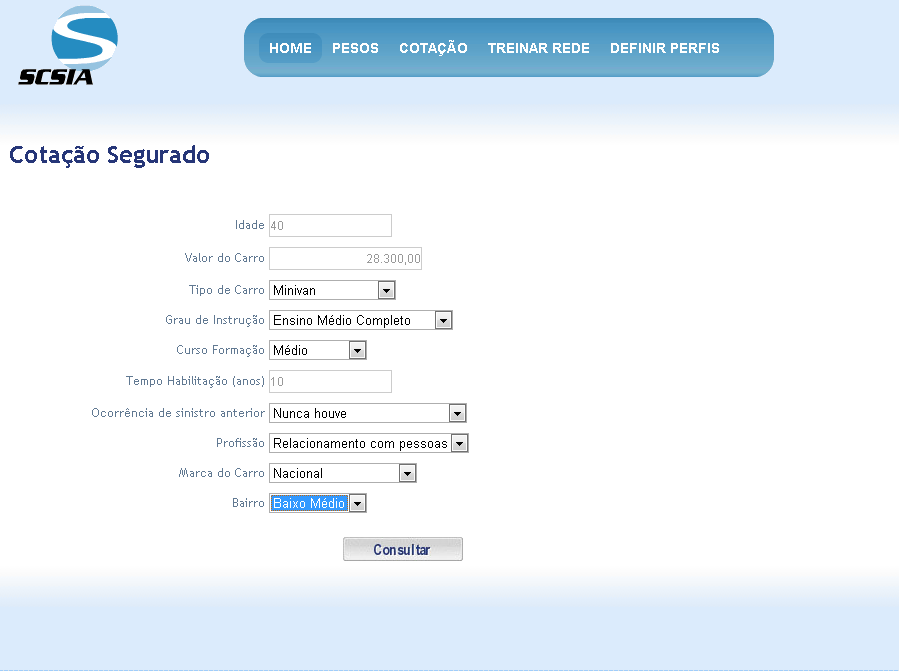 SCSIA
HOME PESOS COTAÇÃO TREINAR REDE DEFINIR PERFIS
Cotação Segurado
Idade 40
Valor do Carro 28.300,00
Tipo de Carro Minivan
Grau de Instrução Ensino Médio Completo
Curso Formação Médio
Tempo Habilitação (anos) 10
Ocorrência de sinistro anterior Nunca houve
Profissão Relacionamento com pessoas
Marca do Carro Nacional
Bairro Baixo Médio
Consultar